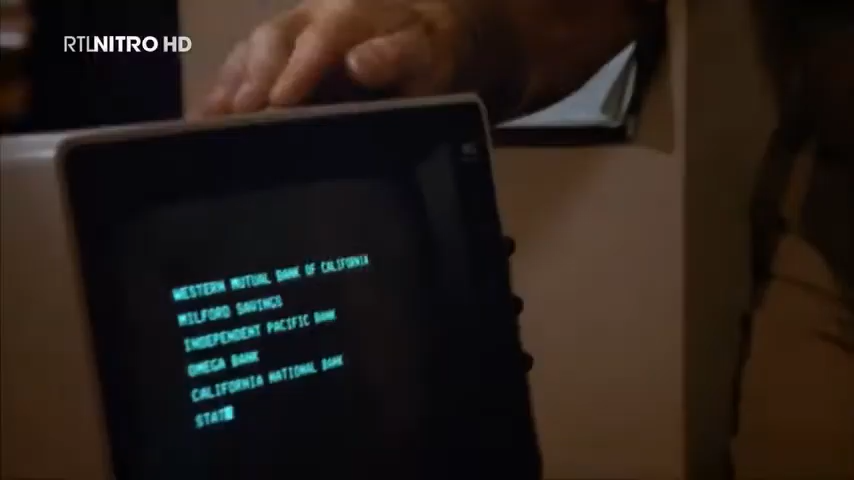 RTLNITRO HD
WESTERN MUTUAL BANK OF CALIFORNIA
MILFORD SAVINGS
INDEPENDENT PACIFIC BANK
OMEGA BANK
CALIFORNIA NATIONAL BANK
STAT